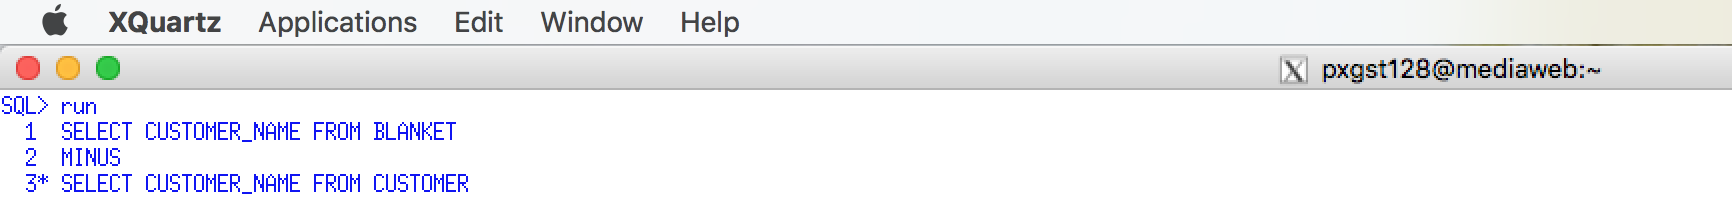 XQuartz Applications Edit Window Help
X pxgst128@mediaweb:~
SQL> run
1 SELECT CUSTOMER_NAME FROM BLANKET
2 MINUS
3* SELECT CUSTOMER_NAME FROM CUSTOMER